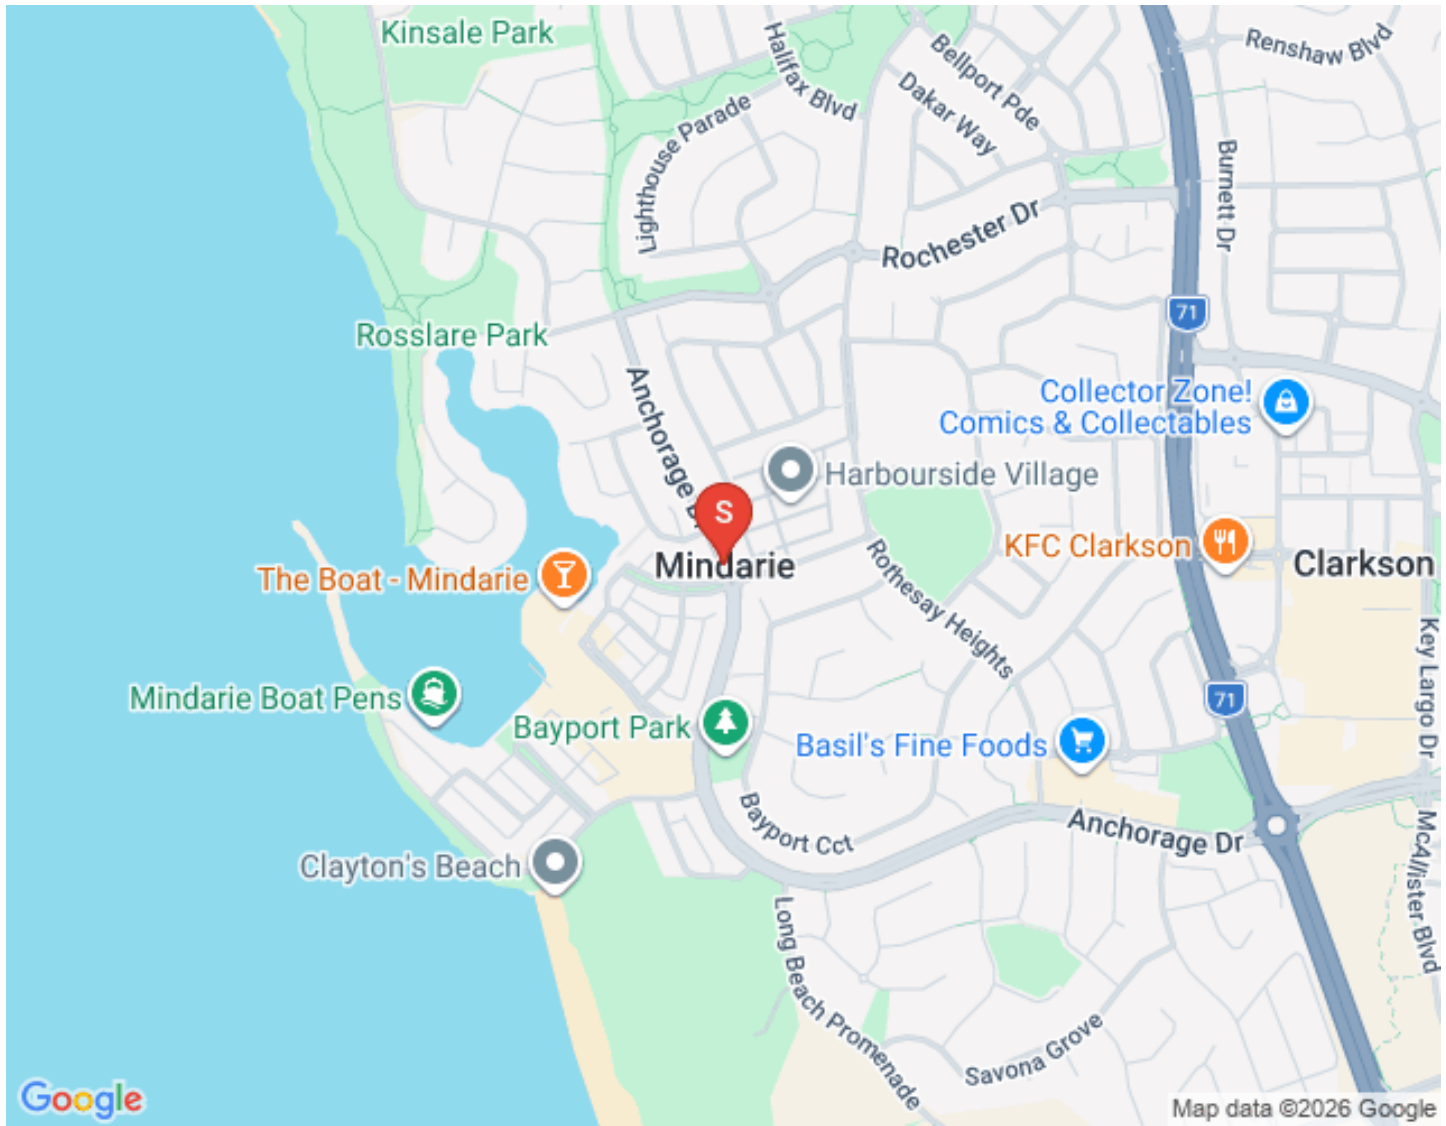 Kinsale Park
Halifax Blvd
Bellport Pde
Renshaw Blvd
Dakar Way
Lighthouse Parade
Burnett Dr
Rochester Dr
71
Rosslare Park
Anchorage Dr
Collector Zone!
Comics & Collectables
Harbourside Village
S
KFC Clarkson
Mindarie
Clarkson
The Boat - Mindarie
Rothesay Heights
Key Largo Dr
Mindarie Boat Pens
71
Bayport Park
Basil's Fine Foods
Bayport Cct
Anchorage Dr
McAllister Blvd
Clayton's Beach
Long Beach Promenade
Savona Grove
Google
Map data ©2026 Google